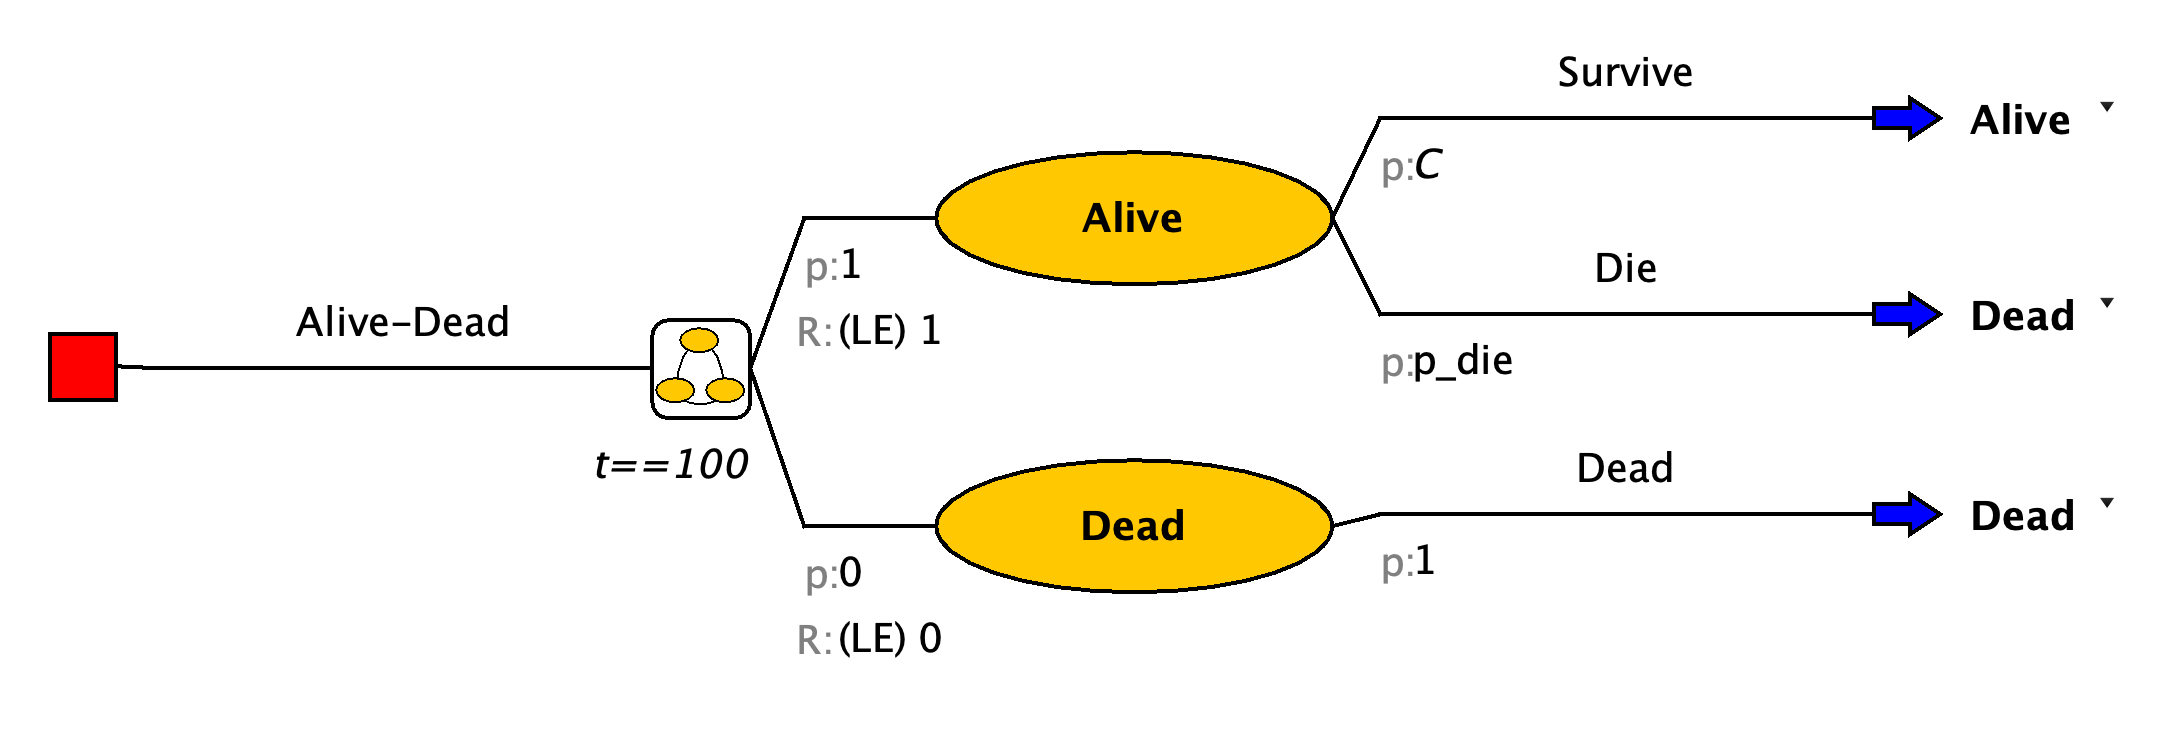 Survive
Alive
p:C
Alive
p:1
Die
Alive-Dead
R:(LE) 1
Dead
p:p_die
t==100
Dead
Dead
Dead
p:0
p:1
R:(LE) 0